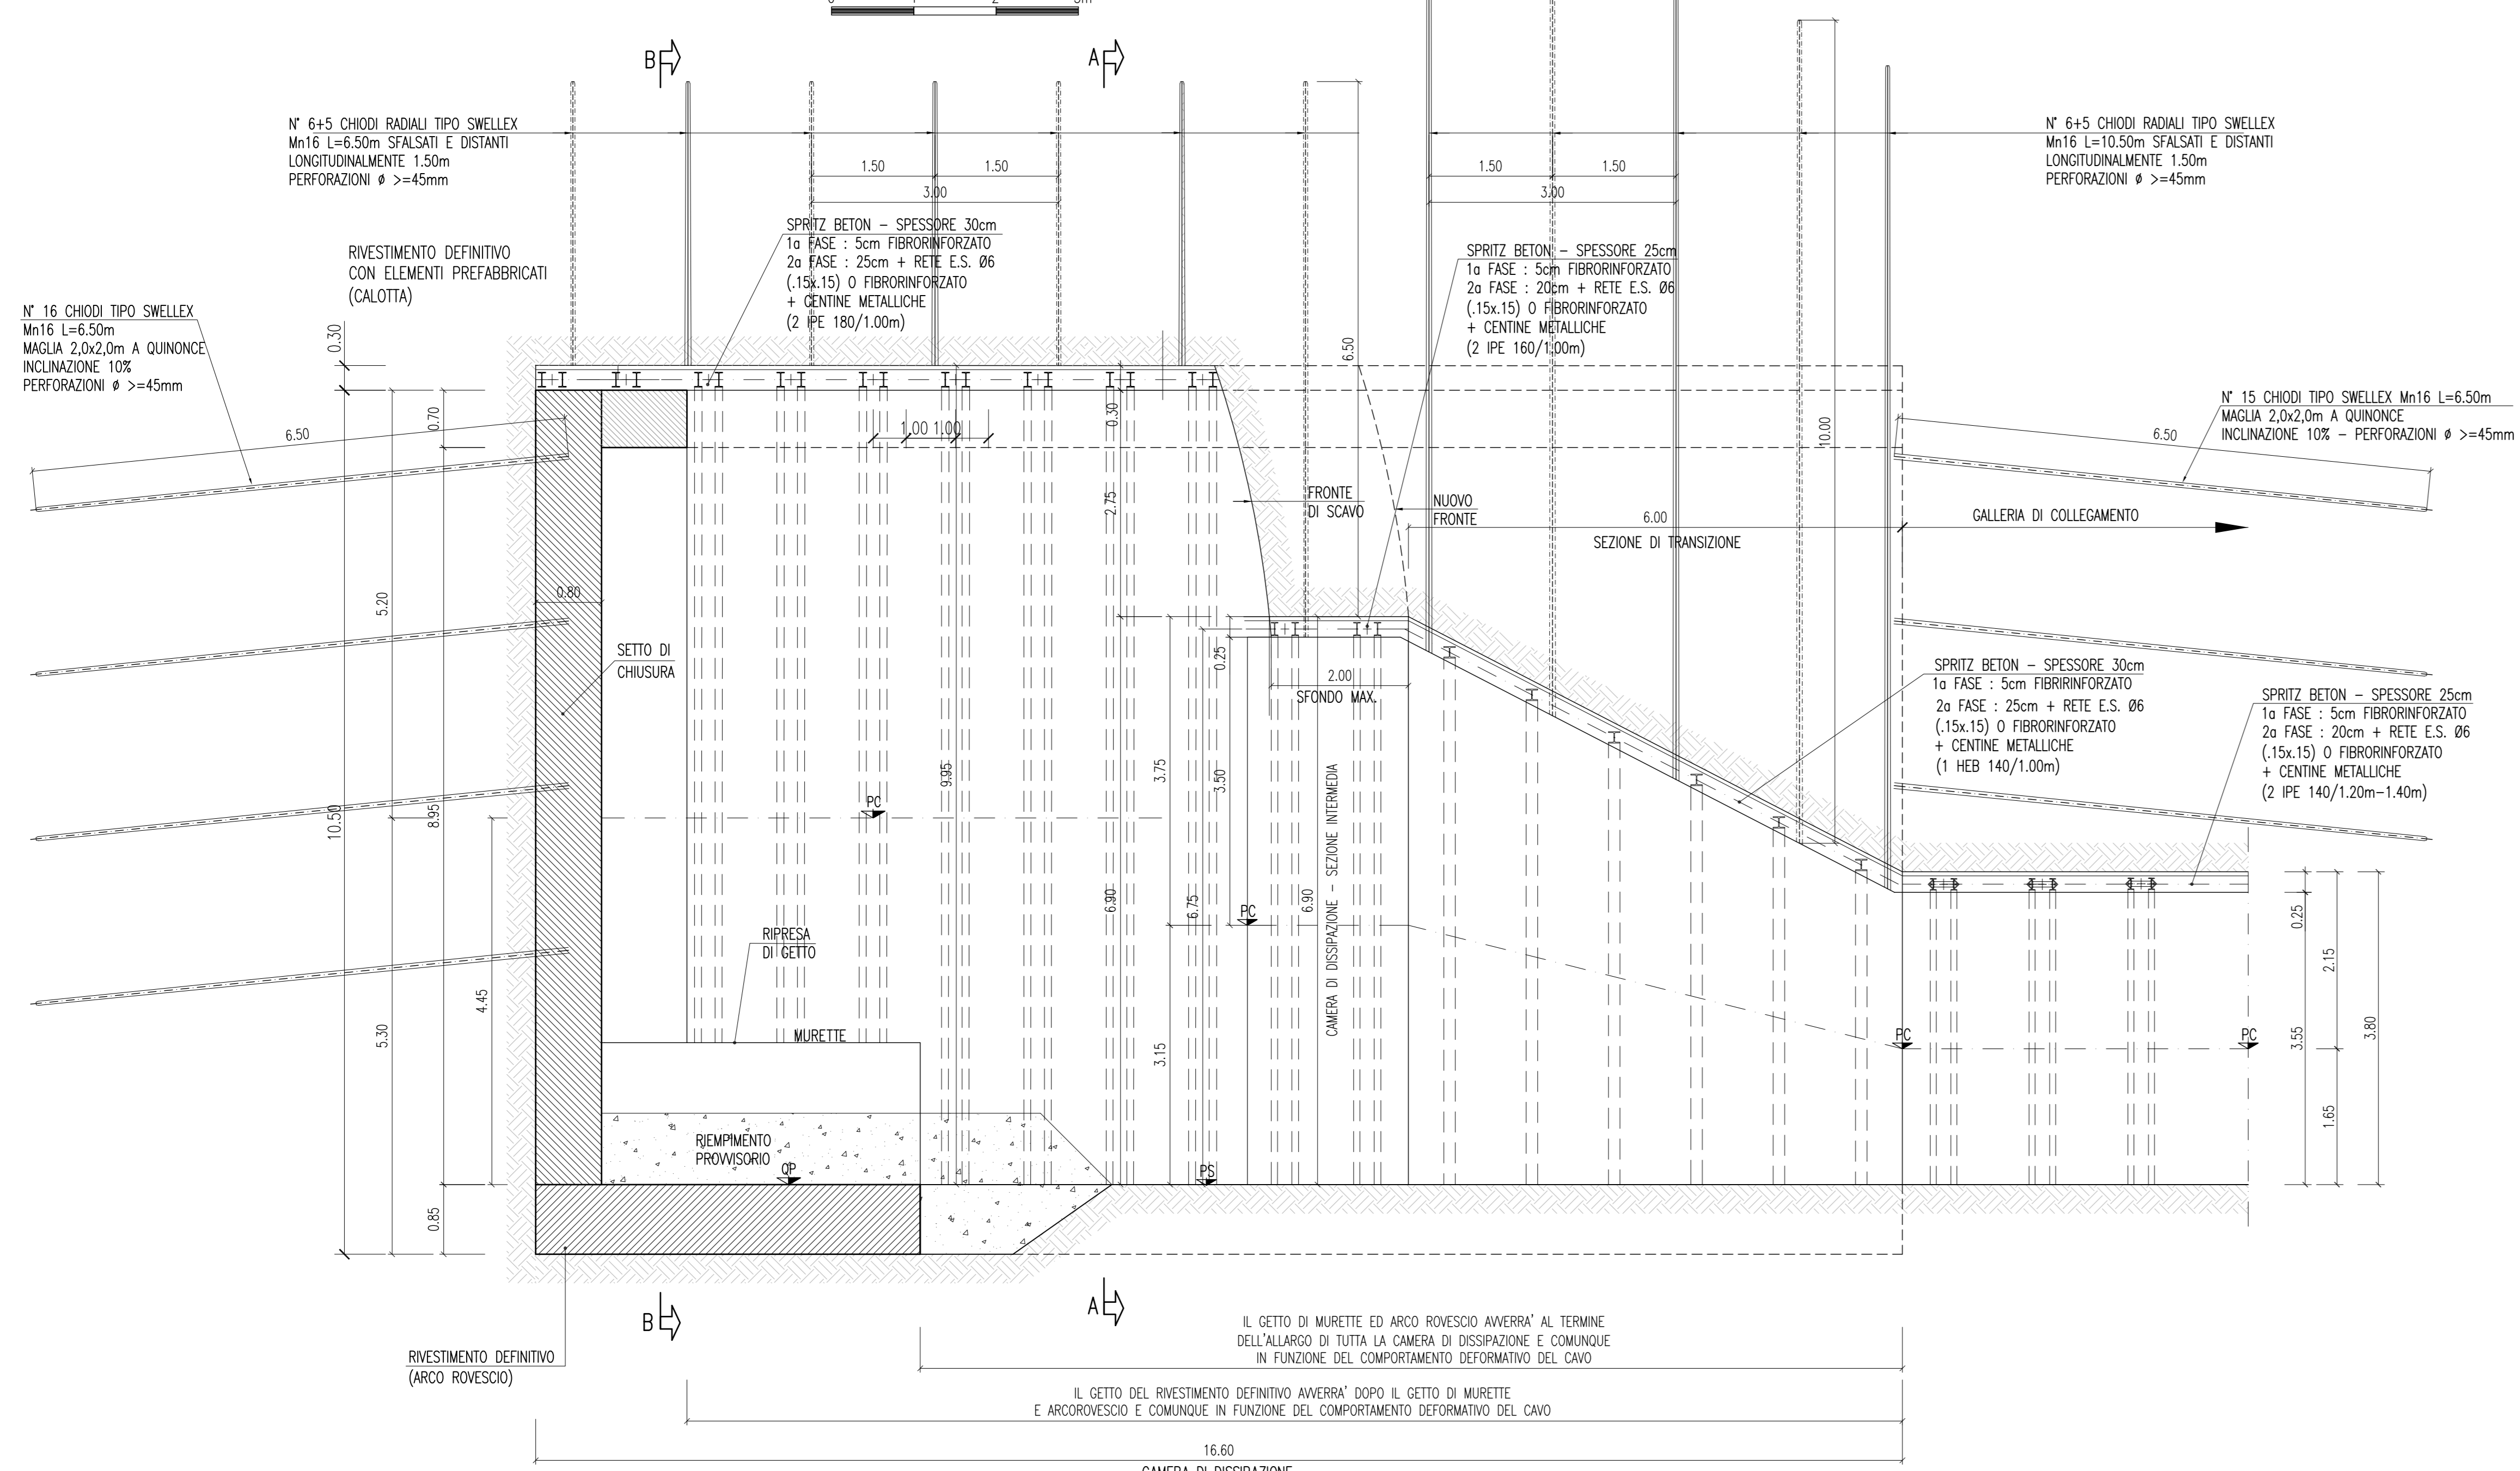 B
A
N° 6+5 CHIODI RADIALI TIPO SWELLEX
Mn16 L=6.50m SFALSATI E DISTANTI
LONGITUDINALMENTE 1.50m
PERFORAZIONI ø >=45mm
N° 6+5 CHIODI RADIALI TIPO SWELLEX
Mn16 L=10.50m SFALSATI E DISTANTI
LONGITUDINALMENTE 1.50m
PERFORAZIONI ø >=45mm
1.50
1.50
3.00
1.50
1.50
3.00
SPRITZ BETON - SPESSORE 30cm
1a FASE : 5cm FIBRORINFORZATO
2a FASE : 25cm + RETE E.S. Ø6
(.15x.15) O FIBRORINFORZATO
+ CENTINE METALLICHE
(2 IPE 180/1.00m)
SPRITZ BETON - SPESSORE 25cm
1a FASE : 5cm FIBRORINFORZATO
2a FASE : 20cm + RETE E.S. Ø6
(.15x.15) O FIBRORINFORZATO
+ CENTINE METALLICHE
(2 IPE 160/1.00m)
RIVESTIMENTO DEFINITIVO
CON ELEMENTI PREFABBRICATI
(CALOTTA)
N° 16 CHIODI TIPO SWELLEX
Mn16 L=6.50m
MAGLIA 2,0x2,0m A QUINONCE
INCLINAZIONE 10%
PERFORAZIONI ø >=45mm
N° 15 CHIODI TIPO SWELLEX Mn16 L=6.50m
MAGLIA 2,0x2,0m A QUINONCE
INCLINAZIONE 10% - PERFORAZIONI ø >=45mm
0.30
6.50
10.00
6.50
6.50
0.70
0.30
1.00 1.00
2.75
FRONTE
DI SCAVO
NUOVO
FRONTE
6.00
SEZIONE DI TRANSIZIONE
GALLERIA DI COLLEGAMENTO
5.20
0.80
SETTO DI
CHIUSURA
0.25
2.00
SFONDO MAX.
SPRITZ BETON - SPESSORE 30cm
1a FASE : 5cm FIBRIRINFORZATO
2a FASE : 25cm + RETE E.S. Ø6
(.15x.15) O FIBRORINFORZATO
+ CENTINE METALLICHE
(1 HEB 140/1.00m)
SPRITZ BETON - SPESSORE 25cm
1a FASE : 5cm FIBRORINFORZATO
2a FASE : 20cm + RETE E.S. Ø6
(.15x.15) O FIBRORINFORZATO
+ CENTINE METALLICHE
(2 IPE 140/1.20m-1.40m)
10.50
8.95
PC
9.95
3.75
3.50
CAMERA DI DISSIPAZIONE - SEZIONE INTERMEDIA
6.90
6.75
6.90
PC
RIPRESA
DI GETTO
0.25
2.15
4.45
5.30
MURETTE
3.15
PC
PC
3.55
3.80
1.65
RIEMPIMENTO
PROVVISORIO
QP
PS
0.85
B
A
RIVESTIMENTO DEFINITIVO
(ARCO ROVESCIO)
IL GETTO DI MURETTE ED ARCO ROVESCIO AVVERRA' AL TERMINE
DELL'ALLARGO DI TUTTA LA CAMERA DI DISSIPAZIONE E COMUNQUE
IN FUNZIONE DEL COMPORTAMENTO DEFORMATIVO DEL CAVO
IL GETTO DEL RIVESTIMENTO DEFINITIVO AVVERRA' DOPO IL GETTO DI MURETTE
E ARCOROVESCIO E COMUNQUE IN FUNZIONE DEL COMPORTAMENTO DEFORMATIVO DEL CAVO
16.60